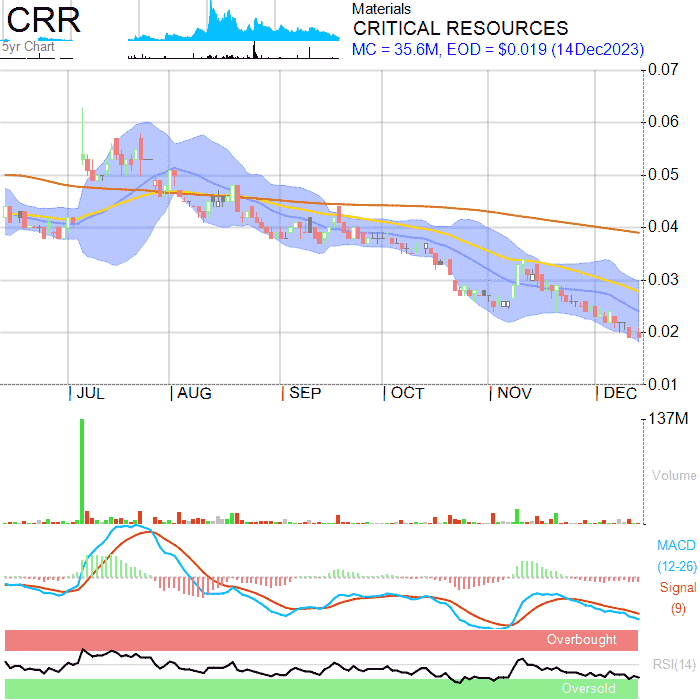 CRR
5yr Chart
Materials
CRITICAL RESOURCES
MC = 35.6M, EOD = $0.019 (14Dec2023)
0.07
0.06
0.05
0.04
0.03
0.02
0.01
JUL AUG SEP OCT NOV DEC
137M
Volume
MACD
(12-26)
Signal
(9)
Overbought
RSI(14)
Oversold